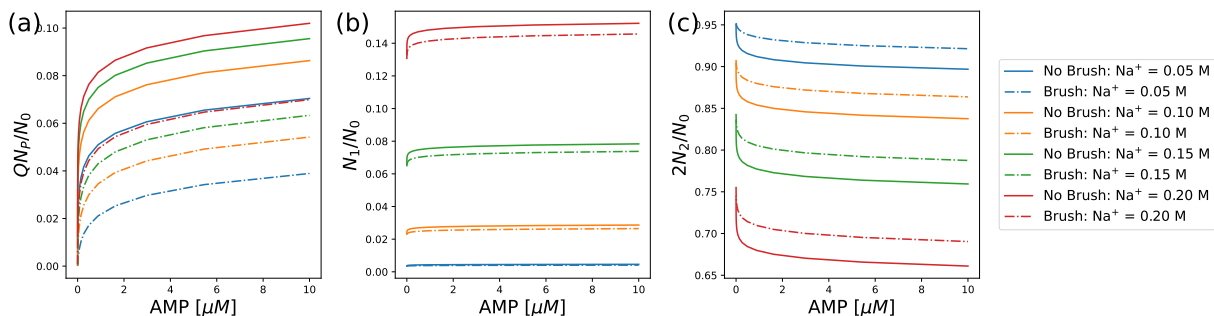 (a)
QN_P/N_0
0.10
0.08
0.06
0.04
0.02
0.00
0 2 4 6 8 10
AMP [μM]
(b)
N_1/N_0
0.14
0.12
0.10
0.08
0.06
0.04
0.02
0.00
0 2 4 6 8 10
AMP [μM]
(c)
2N_2/N_0
0.95
0.90
0.85
0.80
0.75
0.70
0.65
0 2 4 6 8 10
AMP [μM]
No Brush: Na⁺ = 0.05 M
Brush: Na⁺ = 0.05 M
No Brush: Na⁺ = 0.10 M
Brush: Na⁺ = 0.10 M
No Brush: Na⁺ = 0.15 M
Brush: Na⁺ = 0.15 M
No Brush: Na⁺ = 0.20 M
Brush: Na⁺ = 0.20 M